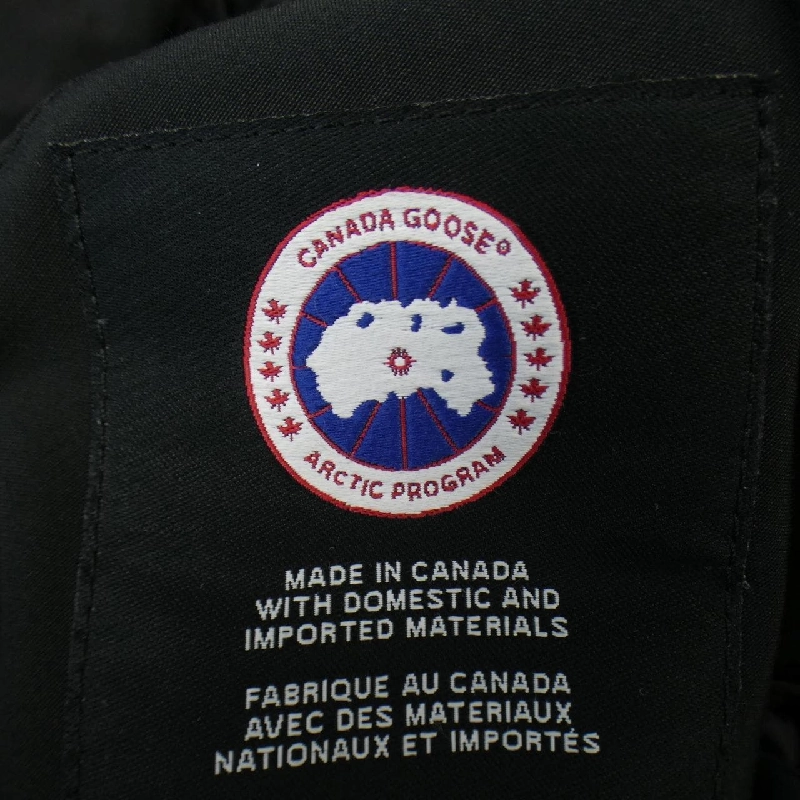 CANADA GOOSE®
ARCTIC PROGRAM
MADE IN CANADA
WITH DOMESTIC AND
IMPORTED MATERIALS
FABRIQUE AU CANADA
AVEC DES MATERIAUX
NATIONAUX ET IMPORTÉS